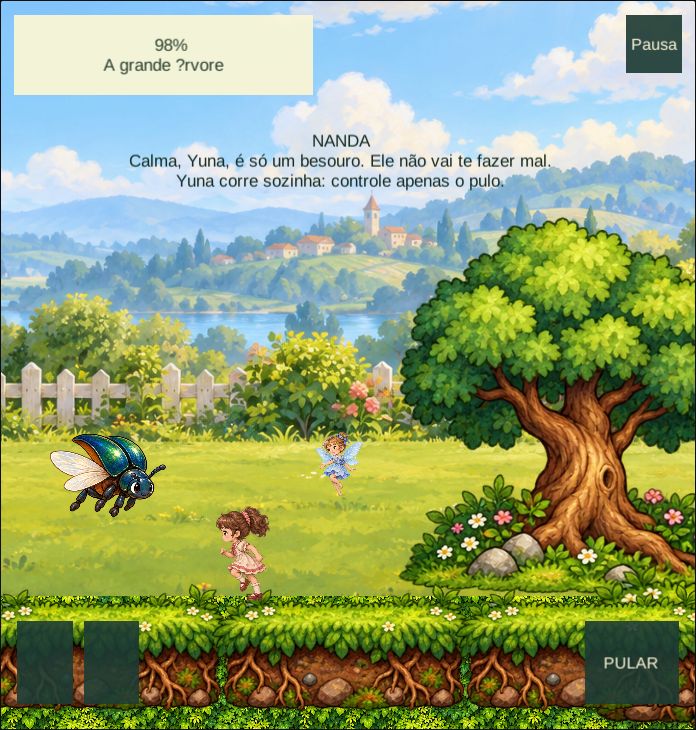 98%
A grande ?rvore
Pausa
NANDA
Calma, Yuna, é só um besouro. Ele não vai te fazer mal.
Yuna corre sozinha: controle apenas o pulo.
PULAR